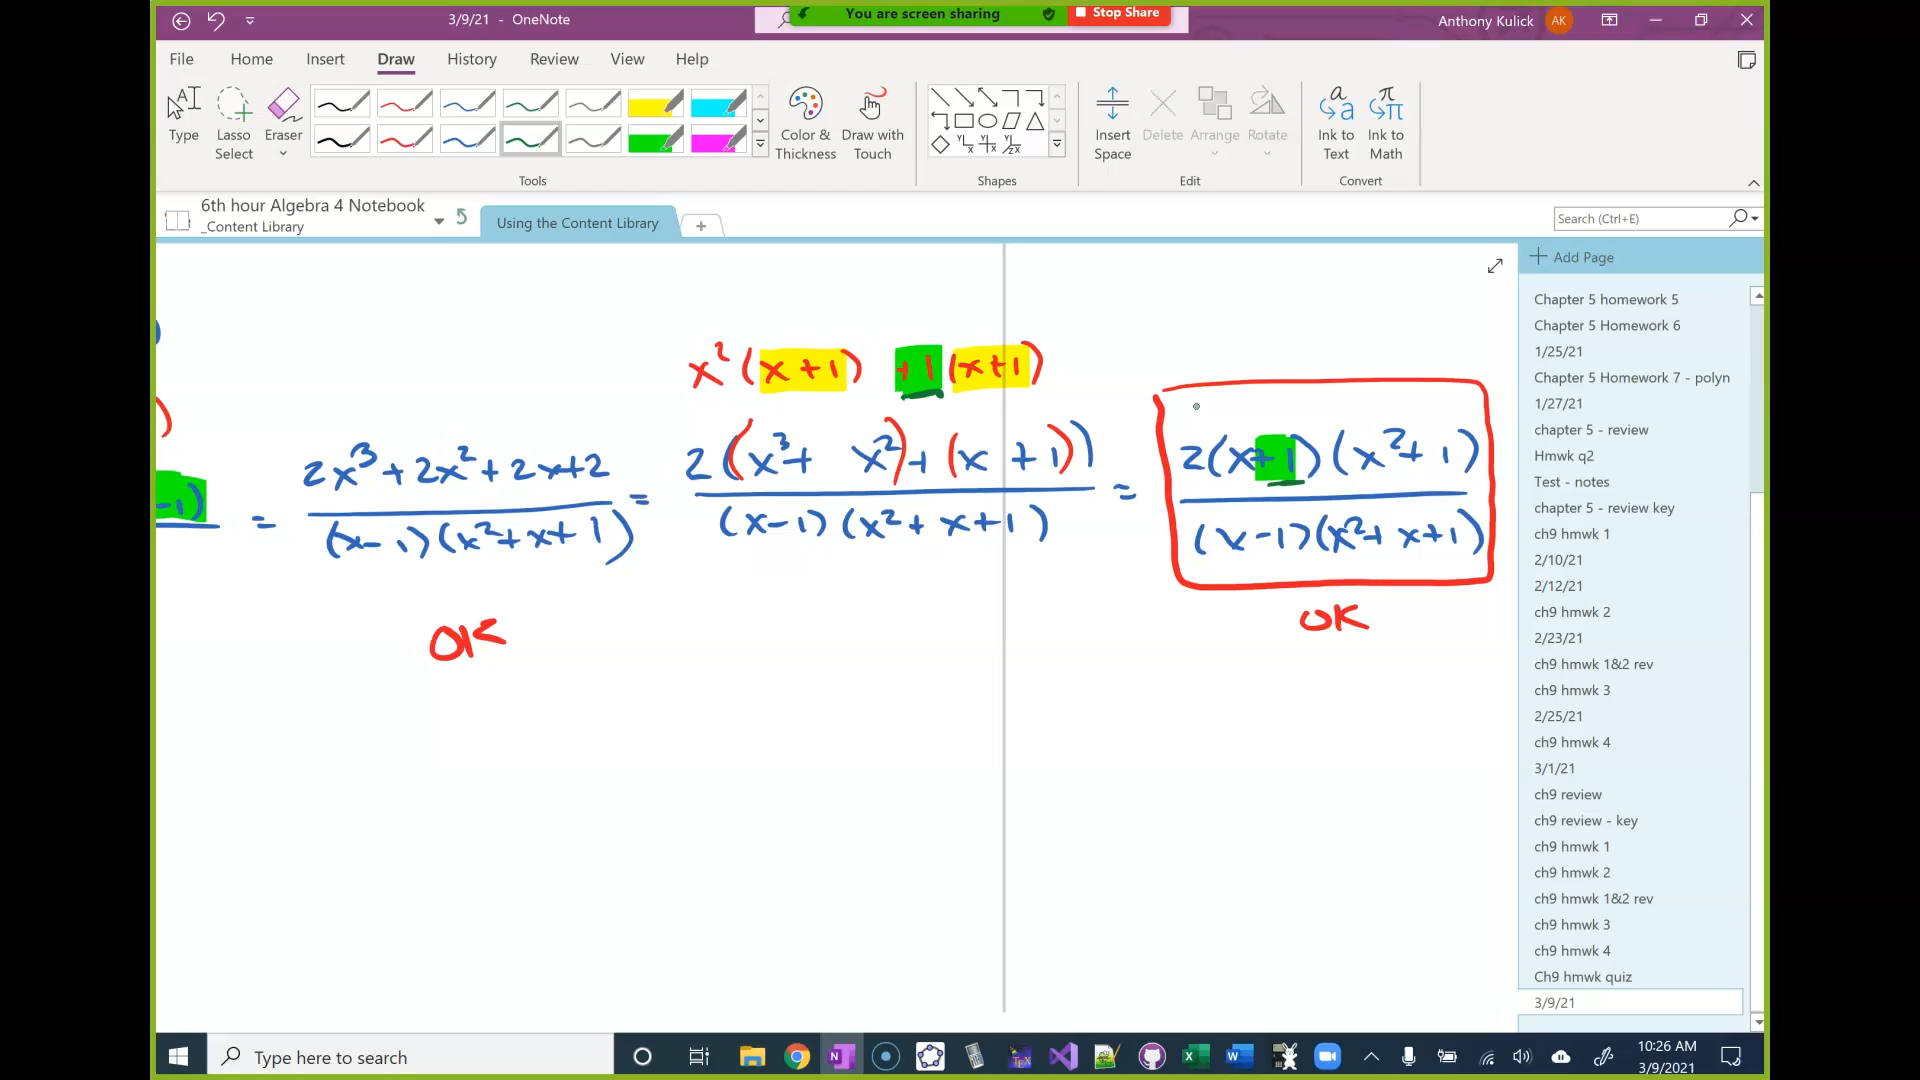 3/9/21 - OneNote
You are screen sharing
Stop Share
Anthony Kulick
AK
File Home Insert Draw History Review View Help
Type
Lasso Select
Eraser
Color & Thickness
Draw with Touch
Insert Space
Delete
Arrange
Rotate
Ink to Text
Ink to Math
Tools
Shapes
Edit
Convert
6th hour Algebra 4 Notebook
_Content Library
Using the Content Library
Search (Ctrl+E)
Add Page
Chapter 5 homework 5
Chapter 5 Homework 6
1/25/21
Chapter 5 Homework 7 - polyn
1/27/21
chapter 5 - review
Hmwk q2
Test - notes
chapter 5 - review key
ch9 hmwk 1
2/10/21
2/12/21
ch9 hmwk 2
2/23/21
ch9 hmwk 1&2 rev
ch9 hmwk 3
2/25/21
ch9 hmwk 4
3/1/21
ch9 review
ch9 review - key
ch9 hmwk 1
ch9 hmwk 2
ch9 hmwk 1&2 rev
ch9 hmwk 3
ch9 hmwk 4
Ch9 hmwk quiz
3/9/21
x²(x+1) +1(x+1)
-1)
=
2x³+2x²+2x+2
(x-1)(x²+x+1)
=
2((x³+ x²)+(x+1))
(x-1)(x²+x+1)
=
2(x+1)(x²+1)
(x-1)(x²+x+1)
OK
OK
Type here to search
10:26 AM
3/9/2021